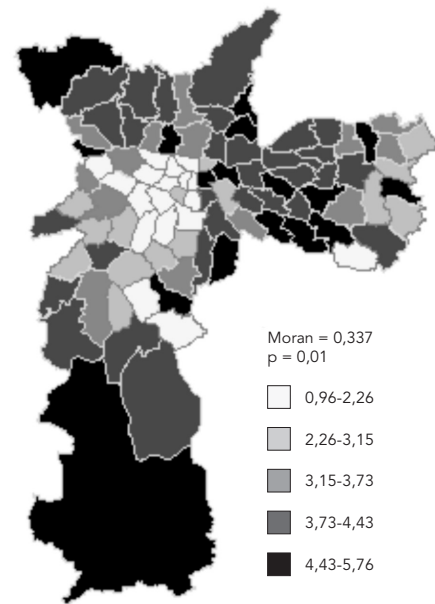 Moran = 0,337
p = 0,01
0,96-2,26
2,26-3,15
3,15-3,73
3,73-4,43
4,43-5,76